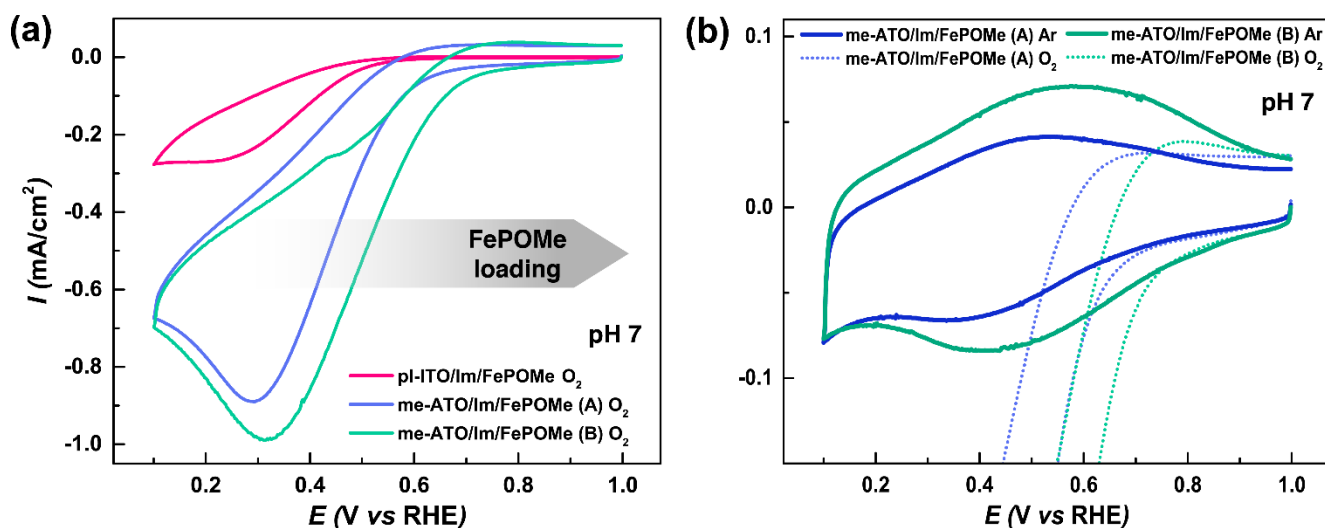 (a)
0.0
-0.2
-0.4
-0.6
-0.8
-1.0
I (mA/cm²)
FePOMe
loading
pH 7
pl-ITO/Im/FePOMe O₂
me-ATO/Im/FePOMe (A) O₂
me-ATO/Im/FePOMe (B) O₂
0.2 0.4 0.6 0.8 1.0
E (V vs RHE)
(b)
me-ATO/Im/FePOMe (A) Ar me-ATO/Im/FePOMe (B) Ar
me-ATO/Im/FePOMe (A) O₂ me-ATO/Im/FePOMe (B) O₂
pH 7
0.1
0.0
-0.1
0.2 0.4 0.6 0.8 1.0
E (V vs RHE)